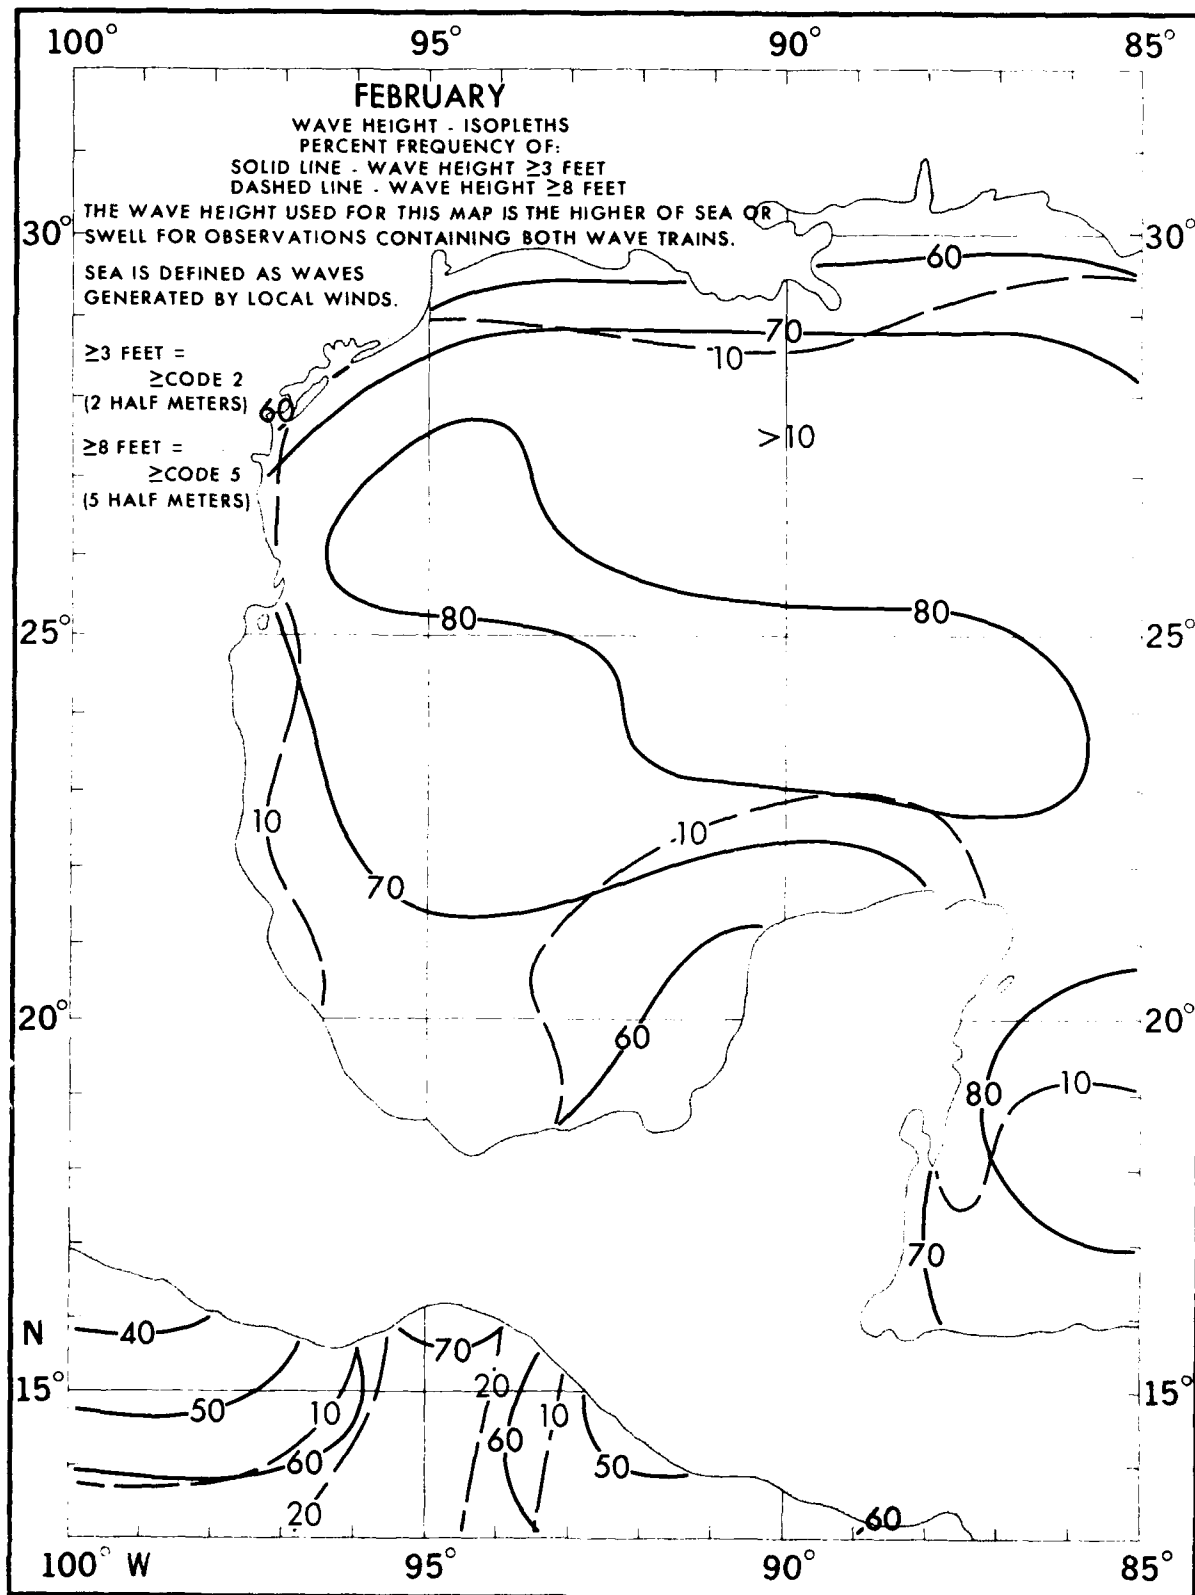 100° 95° 90° 85°
FEBRUARY
WAVE HEIGHT - ISOPLETHS
PERCENT FREQUENCY OF:
SOLID LINE - WAVE HEIGHT ≥3 FEET
DASHED LINE - WAVE HEIGHT ≥8 FEET
THE WAVE HEIGHT USED FOR THIS MAP IS THE HIGHER OF SEA OR
SWELL FOR OBSERVATIONS CONTAINING BOTH WAVE TRAINS.
30° 30°
60
SEA IS DEFINED AS WAVES
GENERATED BY LOCAL WINDS.
70
10
≥3 FEET =
≥CODE 2
(2 HALF METERS)
60
>10
≥8 FEET =
≥CODE 5
(5 HALF METERS)
80 80
25° 25°
10 10
70
20° 20°
60
80 10
70
N
40 70
15° 15°
20
50 10 10
60
60 50
20 60
100° W 95° 90° 85°